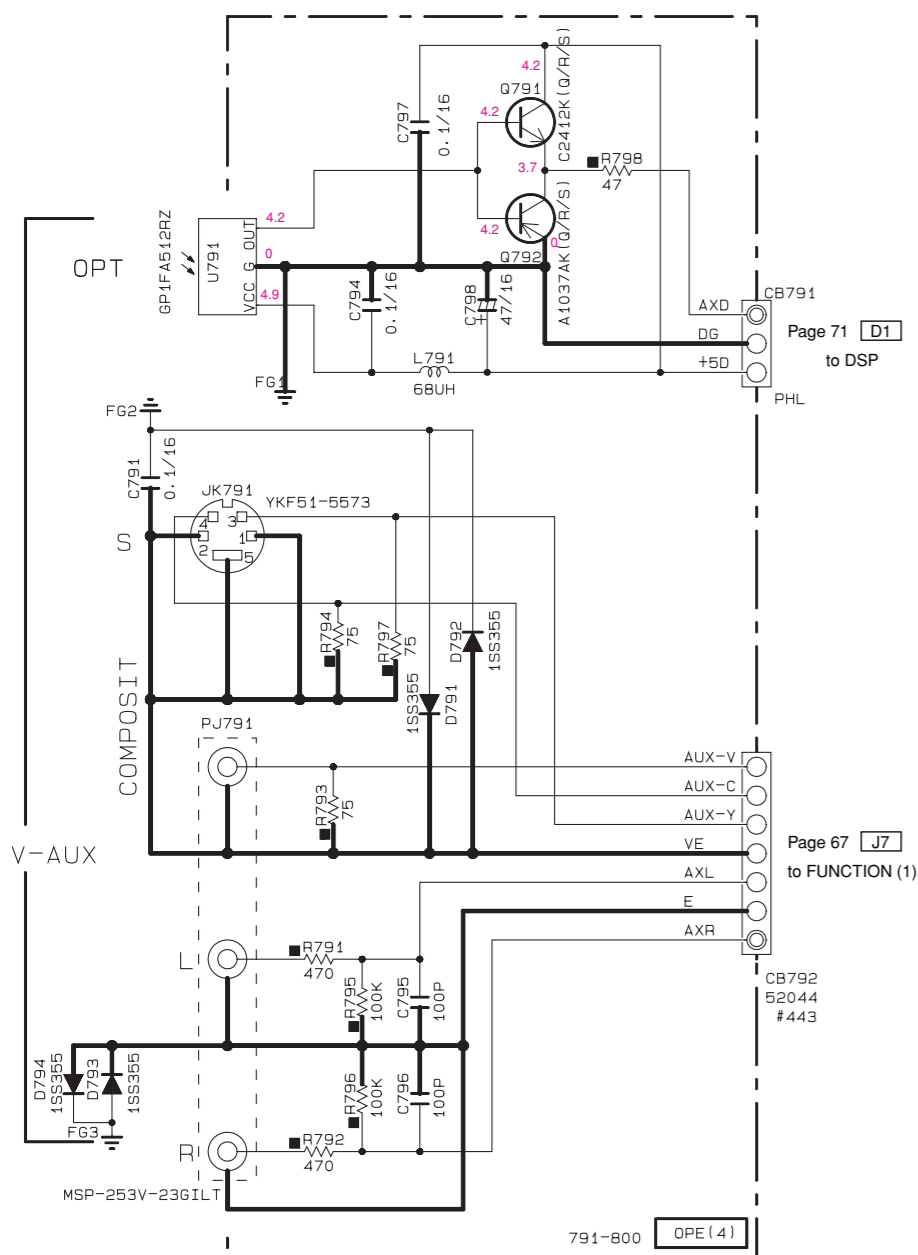 4.2
Q791
C2412K(Q/R/S)
C797
0.1/16
4.2
3.7
R798
47
4.2
0
Q792
A1037AK(Q/R/S)
OPT
GP1FA512RZ
U791
OUT
G
VCC
4.2
0
4.9
C794
0.1/16
C798
47/16
+
L791
68UH
FG1
CB791
AXD
DG
+5D
PHL
Page 71 D1
to DSP
FG2
C791
0.1/16
JK791
YKF51-5573
4
3
2
1
5
S
R794
75
R797
75
1SS355
D791
D792
1SS355
COMPOSIT
PJ791
R793
75
AUX-V
AUX-C
AUX-Y
VE
AXL
E
AXR
Page 67 J7
to FUNCTION (1)
CB792
52044
#443
V-AUX
L
R791
470
R795
100K
C795
100P
D794
1SS355
D793
1SS355
FG3
R796
100K
C796
100P
R
R792
470
MSP-253V-23GILT
791-800
OPE(4)